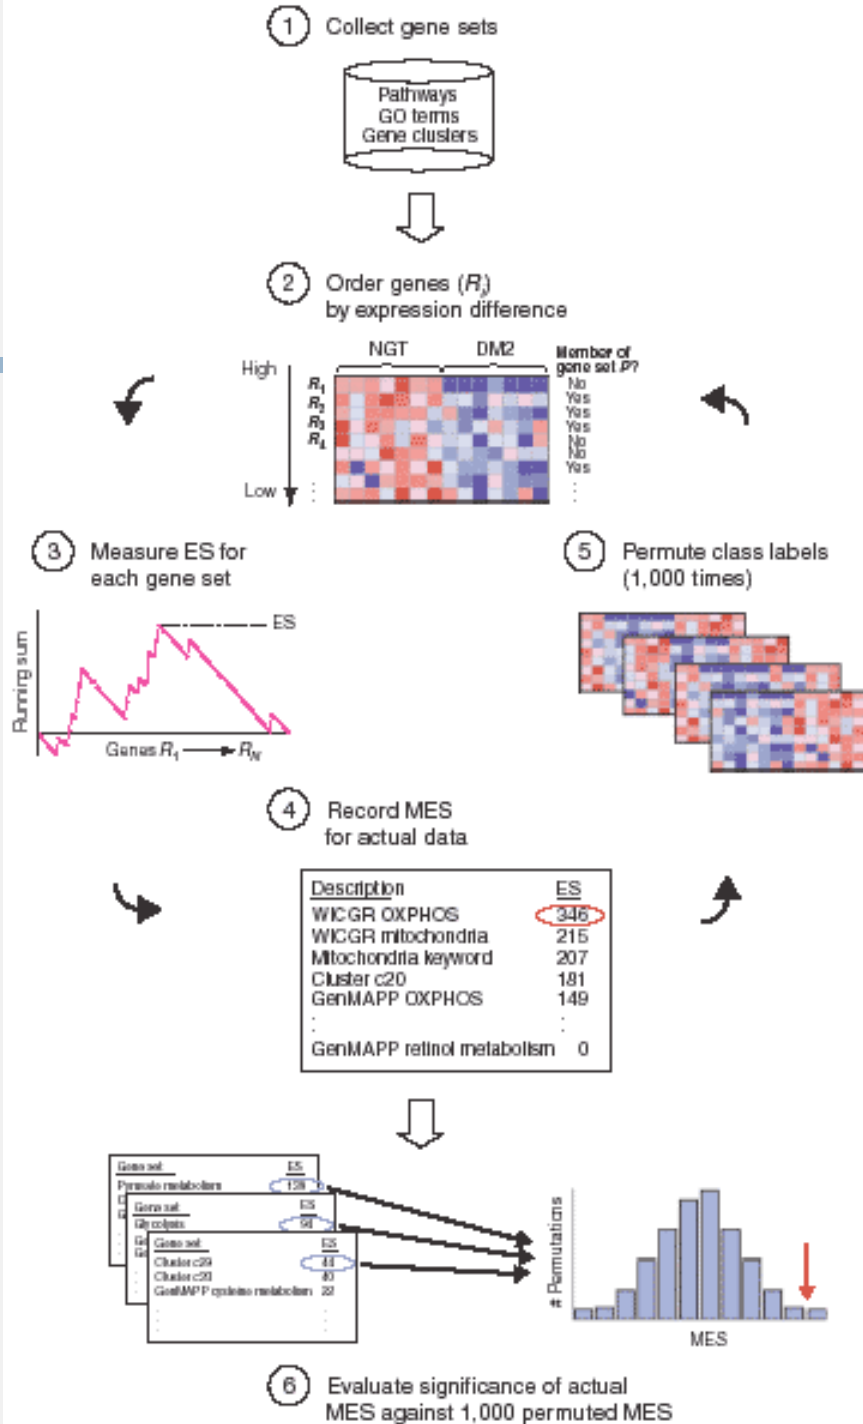 1 Collect gene sets
Pathways
GO terms
Gene clusters
2 Order genes (Ri)
by expression difference
NGT DM2
Member of
gene set P?
High
R1 No
R2 Yes
Yes
R3 Yes
R4 No
No
Yes
Low
3 Measure ES for
each gene set
ES
Running sum
Genes R1 → RN
5 Permute class labels
(1,000 times)
4 Record MES
for actual data
Description ES
WICGR OXPHOS 346
WICGR mitochondria 215
Mitochondria keyword 207
Cluster c20 181
GenMAPP OXPHOS 149
GenMAPP retinol metabolism 0
Gene set ES
Pyruvate metabolism
Gene set ES
Glycolysis
Gene set ES
Cluster c29 44
Cluster c23 40
GenMAPP cysteine metabolism 22
# Permutations
MES
6 Evaluate significance of actual
MES against 1,000 permuted MES